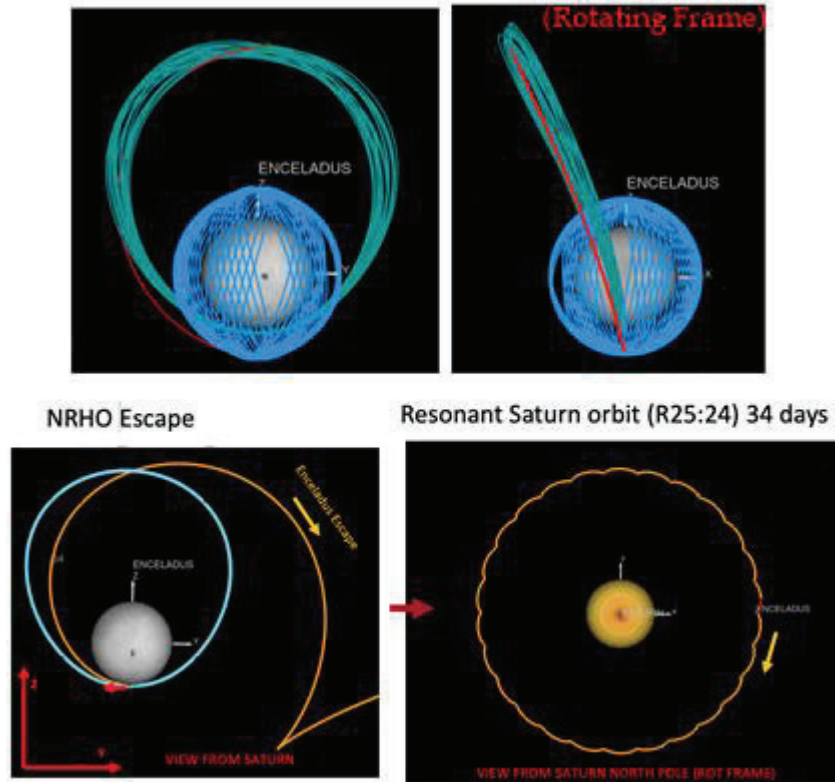 (Rotating Frame)
ENCELADUS
Z
Y
ENCELADUS
Z
X
NRHO Escape
Resonant Saturn orbit (R25:24) 34 days
Enceladus Escape
ENCELADUS
Z
Y
Z
Y
VIEW FROM SATURN
Y
X
ENCELADUS
VIEW FROM SATURN NORTH POLE (ROT FRAME)